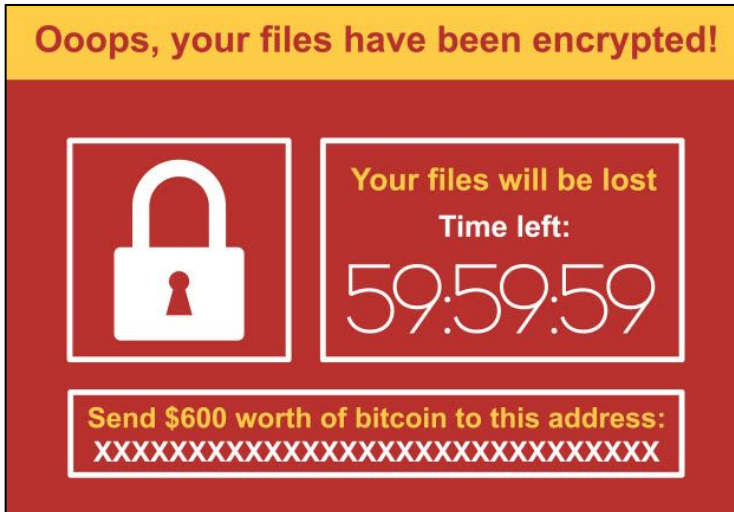 Ooops, your files have been encrypted!
Your files will be lost
Time left:
59:59:59
Send $600 worth of bitcoin to this address:
XXXXXXXXXXXXXXXXXXXXXXXXXXXXXX